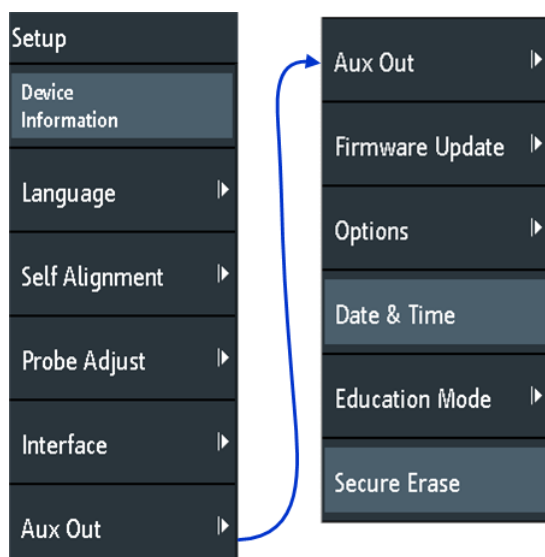 Setup
Device
Information
Language
Self Alignment
Probe Adjust
Interface
Aux Out
Aux Out
Firmware Update
Options
Date & Time
Education Mode
Secure Erase